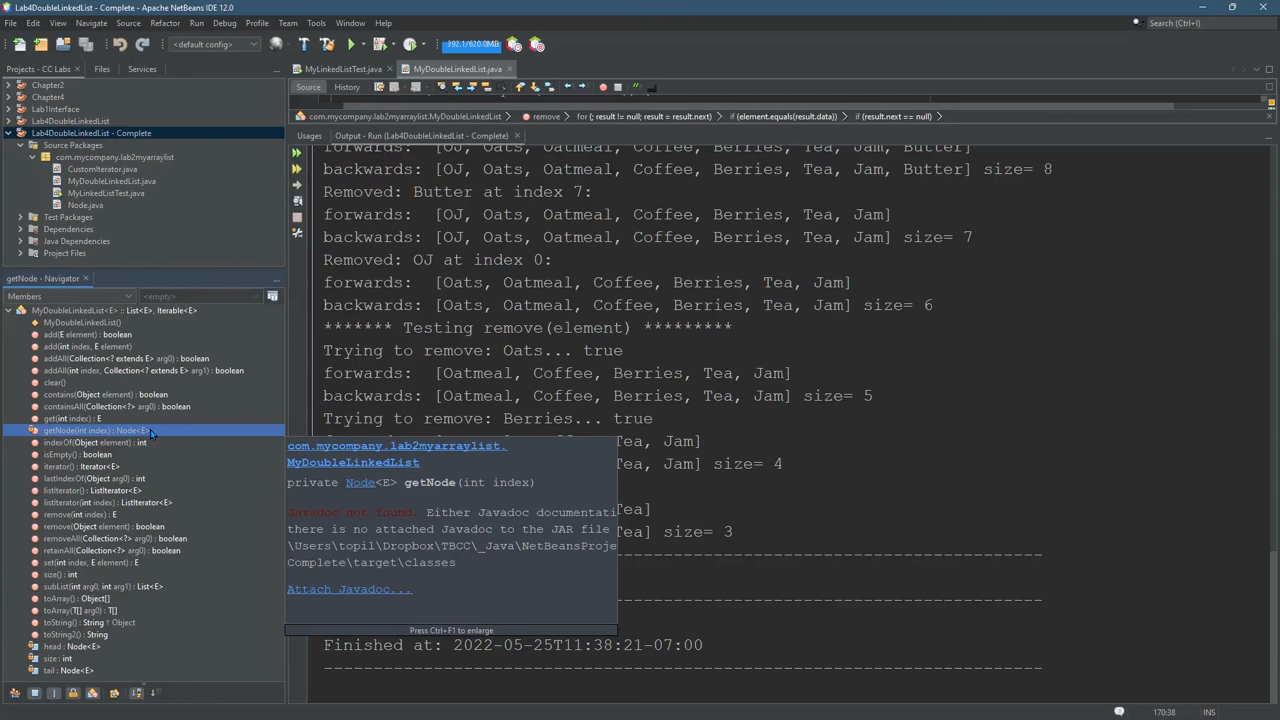 Lab4DoubleLinkedList - Complete - Apache NetBeans IDE 12.0
File Edit View Navigate Source Refactor Run Debug Profile Team Tools Window Help
Search (Ctrl+I)
<default config>
392.1/620.0MB
Projects - CC Labs
Files
Services
Chapter2
Chapter4
Lab1Interface
Lab4DoubleLinkedList
Lab4DoubleLinkedList - Complete
Source Packages
com.mycompany.lab2myarraylist
CustomIterator.java
MyDoubleLinkedList.java
MyLinkedListTest.java
Node.java
Test Packages
Dependencies
Java Dependencies
Project Files
getNode - Navigator
Members
<empty>
MyDoubleLinkedList<E> :: List<E>, Iterable<E>
MyDoubleLinkedList()
add(E element) : boolean
add(int index, E element)
addAll(Collection<? extends E> arg0) : boolean
addAll(int index, Collection<? extends E> arg1) : boolean
clear()
contains(Object element) : boolean
containsAll(Collection<?> arg0) : boolean
get(int index) : E
getNode(int index) : Node<E>
indexOf(Object element) : int
isEmpty() : boolean
iterator() : Iterator<E>
lastIndexOf(Object arg0) : int
listIterator() : ListIterator<E>
listIterator(int index) : ListIterator<E>
remove(int index) : E
remove(Object element) : boolean
removeAll(Collection<?> arg0) : boolean
retainAll(Collection<?> arg0) : boolean
set(int index, E element) : E
size() : int
subList(int arg0, int arg1) : List<E>
toArray() : Object[]
toArray(T[] arg0) : T[]
toString() : String ↑ Object
toString2() : String
head : Node<E>
size : int
tail : Node<E>
MyLinkedListTest.java
MyDoubleLinkedList.java
Source
History
com.mycompany.lab2myarraylist.MyDoubleLinkedList
remove
for (; result != null; result = result.next)
if (element.equals(result.data))
if (result.next == null)
Usages
Output - Run (Lab4DoubleLinkedList - Complete)
forwards: [OJ, Oats, Oatmeal, Coffee, Berries, Tea, Jam, Butter]
backwards: [OJ, Oats, Oatmeal, Coffee, Berries, Tea, Jam, Butter] size= 8
Removed: Butter at index 7:
forwards: [OJ, Oats, Oatmeal, Coffee, Berries, Tea, Jam]
backwards: [OJ, Oats, Oatmeal, Coffee, Berries, Tea, Jam] size= 7
Removed: OJ at index 0:
forwards: [Oats, Oatmeal, Coffee, Berries, Tea, Jam]
backwards: [Oats, Oatmeal, Coffee, Berries, Tea, Jam] size= 6
******* Testing remove(element) *********
Trying to remove: Oats... true
forwards: [Oatmeal, Coffee, Berries, Tea, Jam]
backwards: [Oatmeal, Coffee, Berries, Tea, Jam] size= 5
Trying to remove: Berries... true
Tea, Jam]
Tea, Jam] size= 4
Tea]
Tea] size= 3
Finished at: 2022-05-25T11:38:21-07:00
com.mycompany.lab2myarraylist.
MyDoubleLinkedList
private Node<E> getNode(int index)
Javadoc not found. Either Javadoc documentati
there is no attached Javadoc to the JAR file
\Users\topil\Dropbox\TBCC\_Java\NetBeansProje
Complete\target\classes
Attach Javadoc...
Press Ctrl+F1 to enlarge
170:38
INS